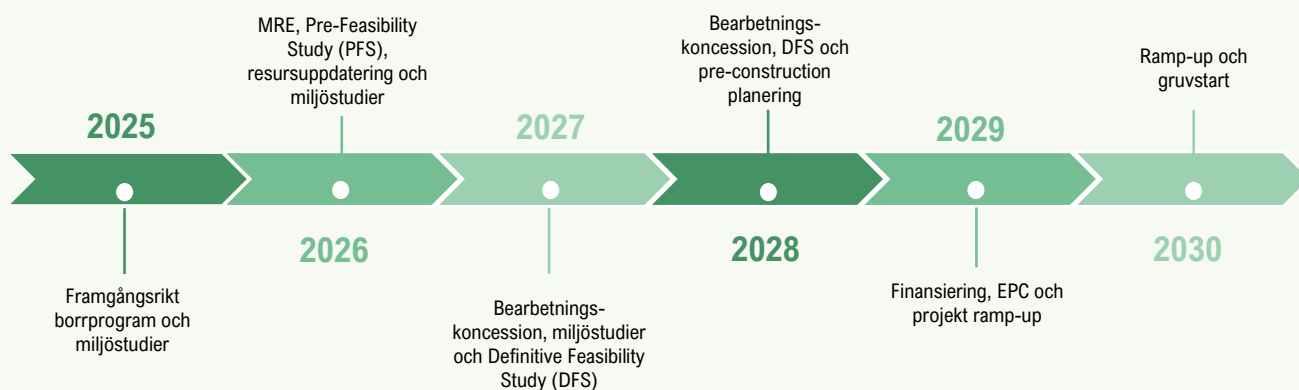 2025
Framgångsrikt
borrprogram och
miljöstudier
MRE, Pre-Feasibility
Study (PFS),
resursuppdatering och
miljöstudier
2026
2027
Bearbetnings-
koncession, miljöstudier
och Definitive Feasibility
Study (DFS)
Bearbetnings-
koncession, DFS och
pre-construction
planering
2028
2029
Finansiering, EPC och
projekt ramp-up
Ramp-up och
gruvstart
2030